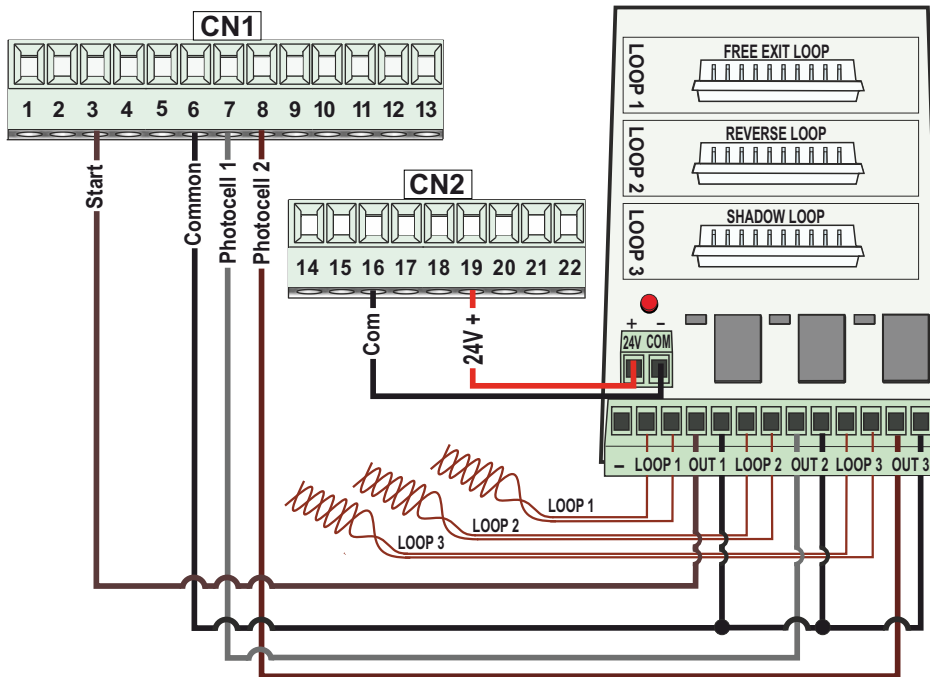 CN1
1 2 3 4 5 6 7 8 9 10 11 12 13
Start
Common
Photocell 1
Photocell 2
CN2
14 15 16 17 18 19 20 21 22
Com
24V +
LOOP 1
FREE EXIT LOOP
LOOP 2
REVERSE LOOP
LOOP 3
SHADOW LOOP
+ −
24V COM
− LOOP 1 OUT 1 LOOP 2 OUT 2 LOOP 3 OUT 3
LOOP 1
LOOP 2
LOOP 3